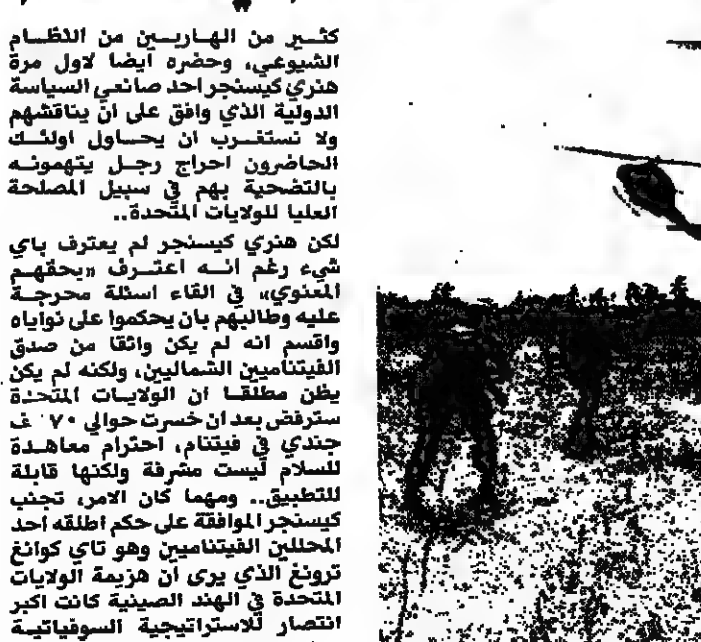 كثير من الهاربين من النظام
الشيوعي، وحضره ايضا لاول مرة
هنري كيسنجر احد صانعي السياسة
الدولية الذي وافق على ان يناقشهم
ولا نستغرب ان يحاول اولئك
الحاضرون احراج رجل يتهمونه
بالتضحية بهم في سبيل المصلحة
العليا للولايات المتحدة..
لكن هنري كيسنجر لم يعترف باي
شيء رغم انه اعترف «بحقهم
المعنوي» في القاء اسئلة محرجة
عليه وطالبهم بان يحكموا على نواياه
واقسم انه لم يكن واثقا من صدق
الفيتناميين الشماليين، ولكنه لم يكن
يظن مطلقا ان الولايات المتحدة
سترفض بعد ان خسرت حوالي ٧٠
جندي في فيتنام، احترام معاهدة
للسلام ليست مشرفة ولكنها قابلة
للتطبيق.. ومهما كان الامر، تجنب
كيسنجر الموافقة على حكم اطلقه احد
المحللين الفيتناميين وهو تاي كوانغ
ترونغ الذي يرى ان هزيمة الولايات
المتحدة في الهند الصينية كانت اكبر
انتصار للاستراتيجية السوفياتية